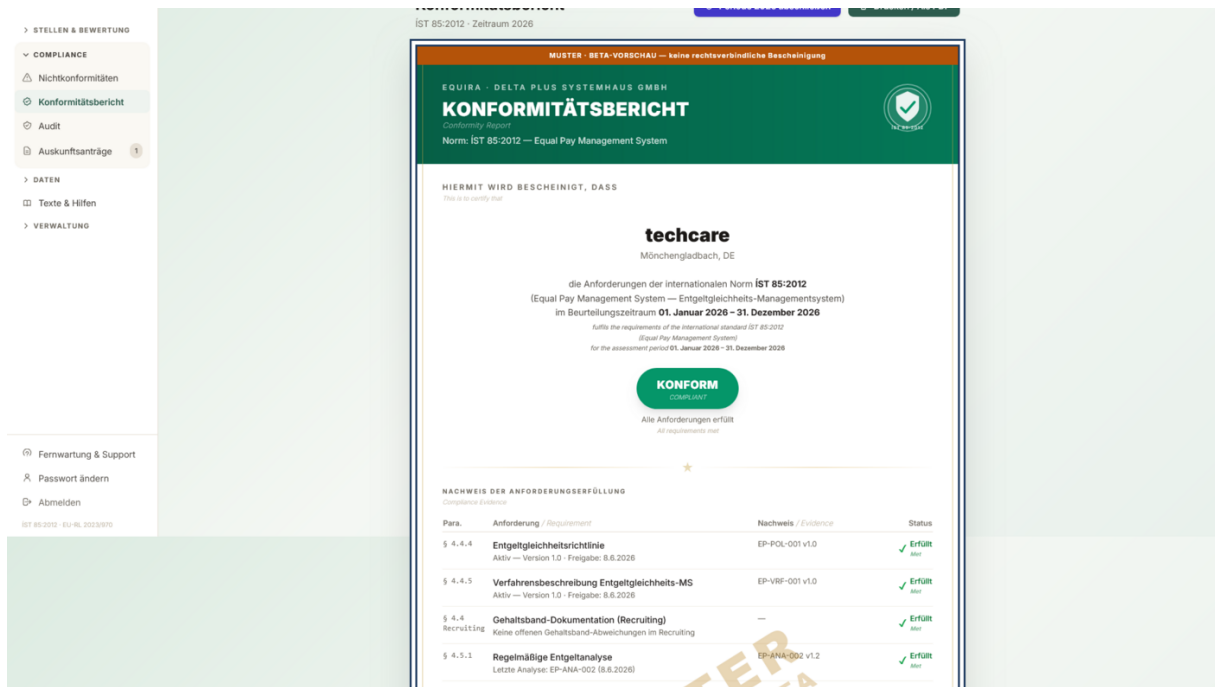 STELLEN & BEWERTUNG
COMPLIANCE
Nichtkonformitäten
Konformitätsbericht
Audit
Auskunftsanträge 1
DATEN
Texte & Hilfen
VERWALTUNG
Fernwartung & Support
Passwort ändern
Abmelden
ÍST 85:2012 · EU-RL 2023/970
Konformitätsbericht
ÍST 85:2012 · Zeitraum 2026
MUSTER · BETA-VORSCHAU — keine rechtsverbindliche Bescheinigung
EQUIRA · DELTA PLUS SYSTEMHAUS GMBH
KONFORMITÄTSBERICHT
Conformity Report
Norm: ÍST 85:2012 — Equal Pay Management System
ÍST 85:2012
HIERMIT WIRD BESCHEINIGT, DASS
This is to certify that
techcare
Mönchengladbach, DE
die Anforderungen der internationalen Norm ÍST 85:2012
(Equal Pay Management System — Entgeltgleichheits-Managementsystem)
im Beurteilungszeitraum 01. Januar 2026 – 31. Dezember 2026
fulfils the requirements of the international standard ÍST 85:2012
(Equal Pay Management System)
for the assessment period 01. Januar 2026 – 31. Dezember 2026
KONFORM
COMPLIANT
Alle Anforderungen erfüllt
All requirements met
NACHWEIS DER ANFORDERUNGSERFÜLLUNG
Compliance Evidence
Para. Anforderung / Requirement Nachweis / Evidence Status
§ 4.4.4 Entgeltgleichheitsrichtlinie EP-POL-001 v1.0 Erfüllt
Aktiv — Version 1.0 · Freigabe: 8.6.2026 Met
§ 4.4.5 Verfahrensbeschreibung Entgeltgleichheits-MS EP-VRF-001 v1.0 Erfüllt
Aktiv — Version 1.0 · Freigabe: 8.6.2026 Met
§ 4.4 Gehaltsband-Dokumentation (Recruiting) — Erfüllt
Recruiting Keine offenen Gehaltsband-Abweichungen im Recruiting Met
§ 4.5.1 Regelmäßige Entgeltanalyse EP-ANA-002 v1.2 Erfüllt
Letzte Analyse: EP-ANA-002 (8.6.2026) Met